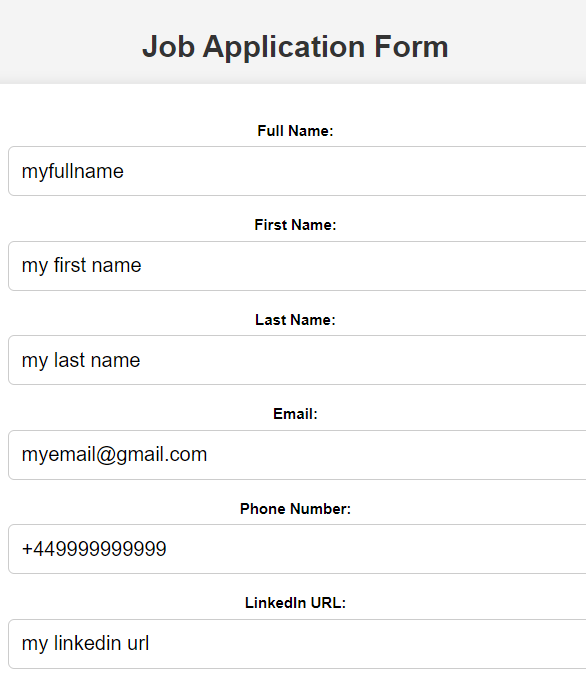 Job Application Form
Full Name:
myfullname
First Name:
my first name
Last Name:
my last name
Email:
myemail@gmail.com
Phone Number:
+449999999999
LinkedIn URL:
my linkedin url